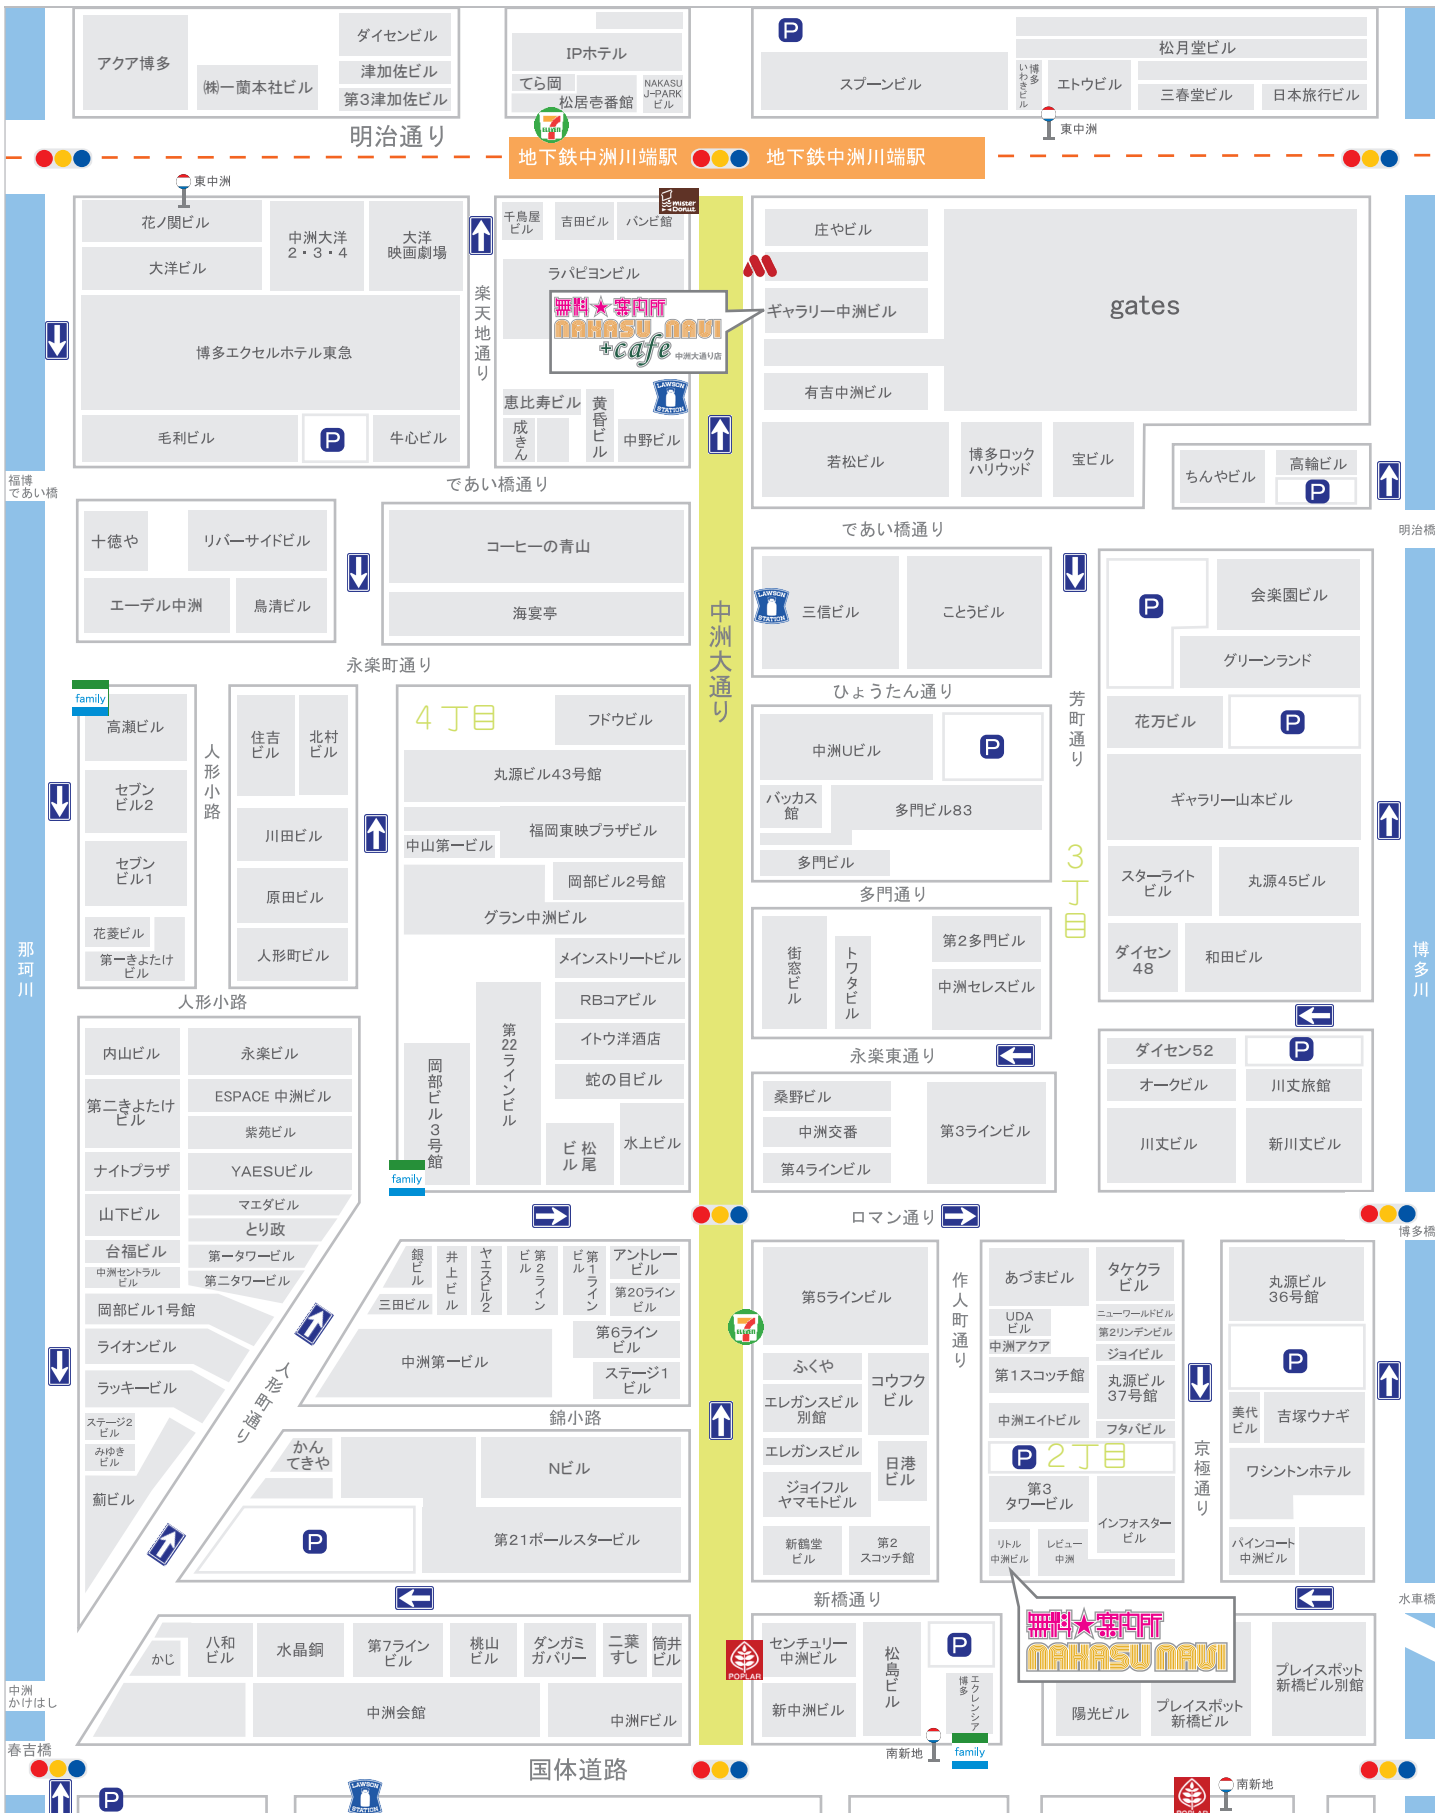 アクア博多
㈱一蘭本社ビル
ダイセンビル
津加佐ビル
第3津加佐ビル
IPホテル
てら岡
松居壱番館
NAKASU
J-PARK
ビル
P
スプーンビル
松月堂ビル
博多
いわきビル
エトウビル
三春堂ビル
日本旅行ビル
東中洲
明治通り
7
ELEVEN
地下鉄中洲川端駅
地下鉄中洲川端駅
東中洲
花ノ関ビル
大洋ビル
中洲大洋
2・3・4
大洋
映画劇場
博多エクセルホテル東急
毛利ビル
P
牛心ビル
楽天地通り
千鳥屋
ビル
吉田ビル
バンビ館
mister
Donut
ラパピヨンビル
無料★案内所
NAKASU NAVI
+cafe
中洲大通り店
恵比寿ビル
成きん
黄昏ビル
中野ビル
LAWSON
STATION
庄やビル
ギャラリー中洲ビル
有吉中洲ビル
gates
若松ビル
博多ロック
ハリウッド
宝ビル
ちんやビル
高輪ビル
P
福博
であい橋
であい橋通り
であい橋通り
明治橋
十徳や
リバーサイドビル
エーデル中洲
鳥清ビル
コーヒーの青山
海宴亭
中洲大通り
LAWSON
STATION
三信ビル
ことうビル
P
会楽園ビル
グリーンランド
永楽町通り
ひょうたん通り
芳町通り
花万ビル
P
family
高瀬ビル
セブン
ビル2
セブン
ビル1
花菱ビル
第一きよたけ
ビル
人形小路
住吉
ビル
北村
ビル
川田ビル
原田ビル
人形町ビル
4丁目
フドウビル
丸源ビル43号館
福岡東映プラザビル
中山第一ビル
岡部ビル2号館
グラン中洲ビル
メインストリートビル
RBコアビル
イトウ洋酒店
蛇の目ビル
第22ラインビル
岡部ビル3号館
松尾
ビル
水上ビル
family
中洲Uビル
P
バッカス
館
多門ビル83
多門ビル
多門通り
3丁目
ギャラリー山本ビル
スターライト
ビル
丸源45ビル
ダイセン
48
和田ビル
街窓ビル
トワタビル
第2多門ビル
中洲セレスビル
那珂川
博多川
人形小路
永楽東通り
内山ビル
永楽ビル
第二きよたけ
ビル
ESPACE 中洲ビル
紫苑ビル
ナイトプラザ
YAESUビル
山下ビル
マエダビル
とり政
台福ビル
第一タワービル
中洲セントラル
ビル
第二タワービル
岡部ビル1号館
ライオンビル
ラッキービル
ステージ2
ビル
みゆき
ビル
薊ビル
人形町通り
桑野ビル
中洲交番
第4ラインビル
第3ラインビル
ダイセン52
P
オークビル
川丈旅館
川丈ビル
新川丈ビル
ロマン通り
博多橋
銀ビル
井上ビル
ヤエスビル2
第2ライン
ビル
第1ライン
ビル
アントレー
ビル
第20ライン
ビル
三田ビル
中洲第一ビル
第6ライン
ビル
ステージ1
ビル
錦小路
かん
てきや
Nビル
P
第21ポールスタービル
7
ELEVEN
第5ラインビル
ふくや
コウフク
ビル
エレガンスビル
別館
エレガンスビル
日港
ビル
ジョイフル
ヤマモトビル
新鶴堂
ビル
第2
スコッチ館
作人町通り
あづまビル
タケクラ
ビル
UDA
ビル
ニューワールドビル
第2リンデンビル
中洲アクア
ジョイビル
第1スコッチ館
丸源ビル
37号館
中洲エイトビル
フタバビル
P
2丁目
第3
タワービル
インフォスター
ビル
リトル
中洲ビル
レビュー
中洲
京極通り
丸源ビル
36号館
P
美代
ビル
吉塚ウナギ
ワシントンホテル
パインコート
中洲ビル
新橋通り
水車橋
無料★案内所
NAKASU NAVI
かじ
八和
ビル
水晶銅
第7ライン
ビル
桃山
ビル
ダンガミ
ガバリー
二葉
すし
筒井
ビル
中洲会館
中洲Fビル
POPLAR
センチュリー
中洲ビル
新中洲ビル
松島ビル
P
エクレンシア
博多
南新地
family
陽光ビル
プレイスポット
新橋ビル
プレイスポット
新橋ビル別館
中洲
かけはし
春吉橋
国体道路
P
LAWSON
STATION
POPLAR
南新地